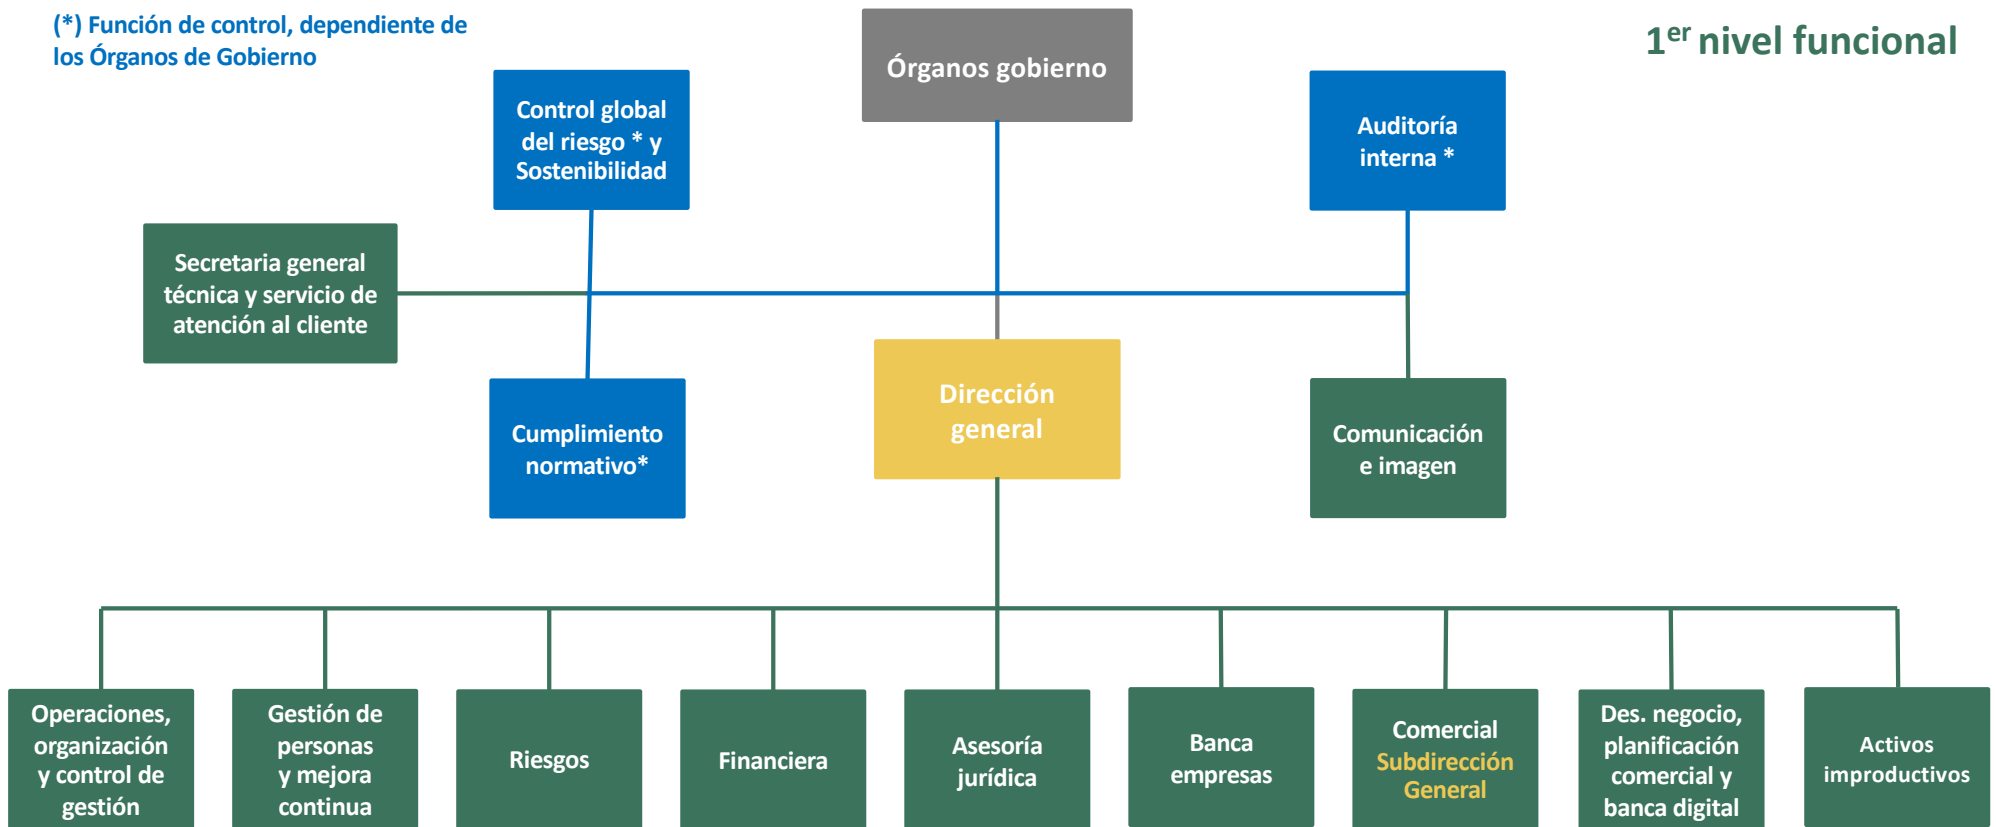 (*) Función de control, dependiente de
los Órganos de Gobierno
1er nivel funcional
Órganos gobierno
Control global
del riesgo * y
Sostenibilidad
Auditoría
interna *
Secretaria general
técnica y servicio de
atención al cliente
Dirección
general
Cumplimiento
normativo*
Comunicación
e imagen
Operaciones,
organización
y control de
gestión
Gestión de
personas
y mejora
continua
Riesgos
Financiera
Asesoría
jurídica
Banca
empresas
Comercial
Subdirección
General
Des. negocio,
planificación
comercial y
banca digital
Activos
improductivos